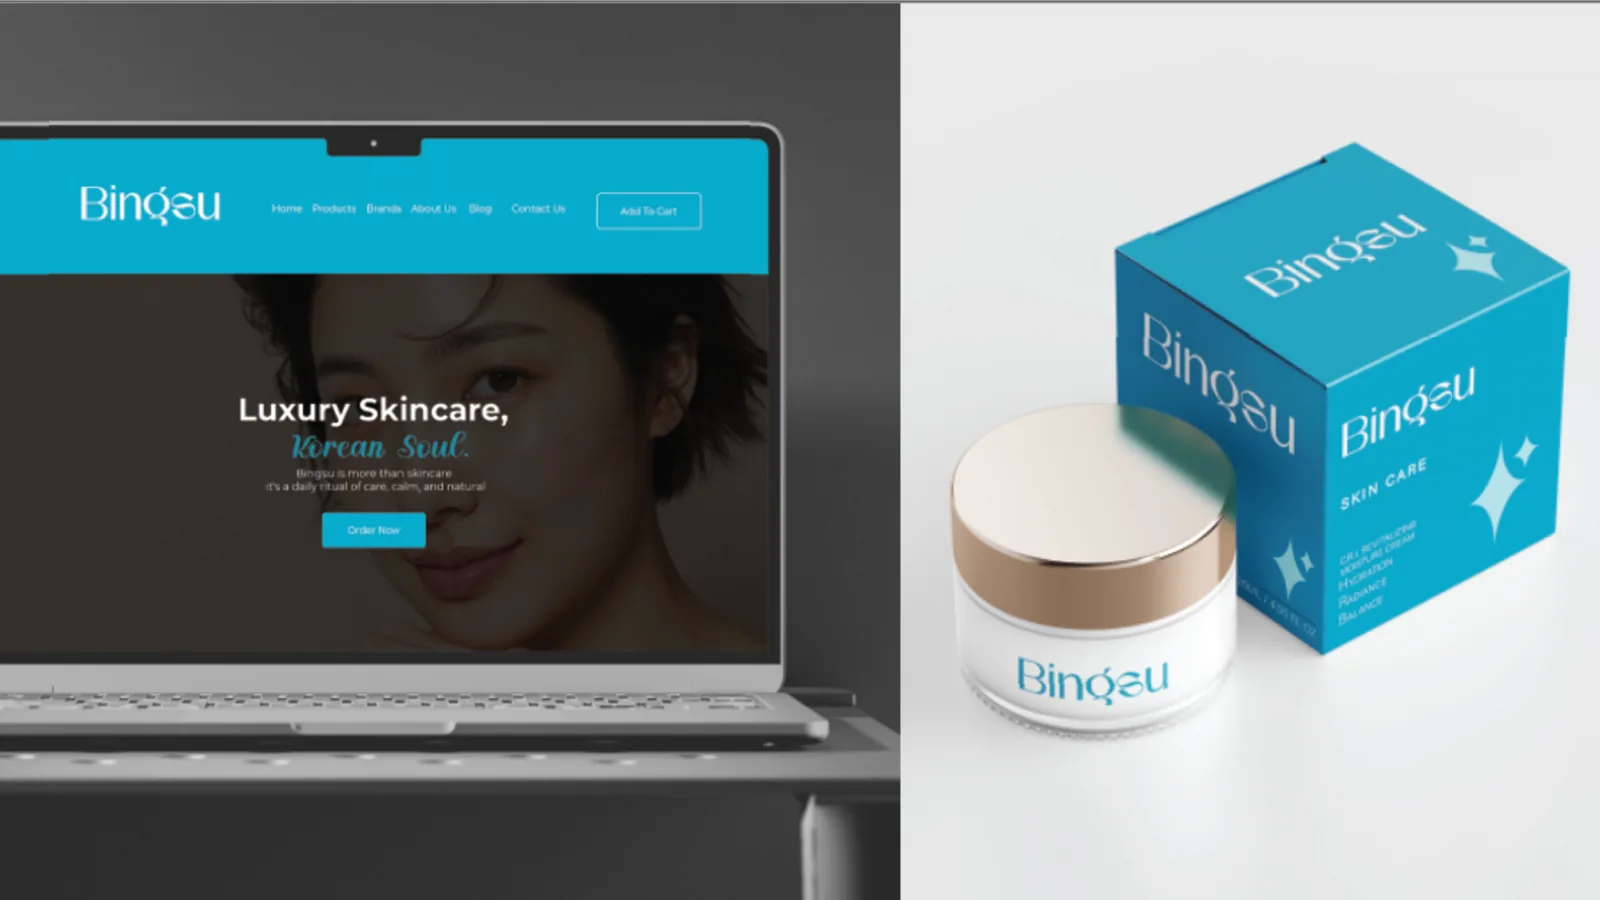 Bingsu
Home Products Brands About Us Blog Contact Us
Add To Cart
Luxury Skincare,
Korean Soul.
Bingsu is more than skincare
it's a daily ritual of care, calm, and natural
Order Now
Bingsu
Bingsu
Bingsu
SKIN CARE
MOISTURE CREAM
HYDRATION
RADIANCE
BALANCE
Bingsu